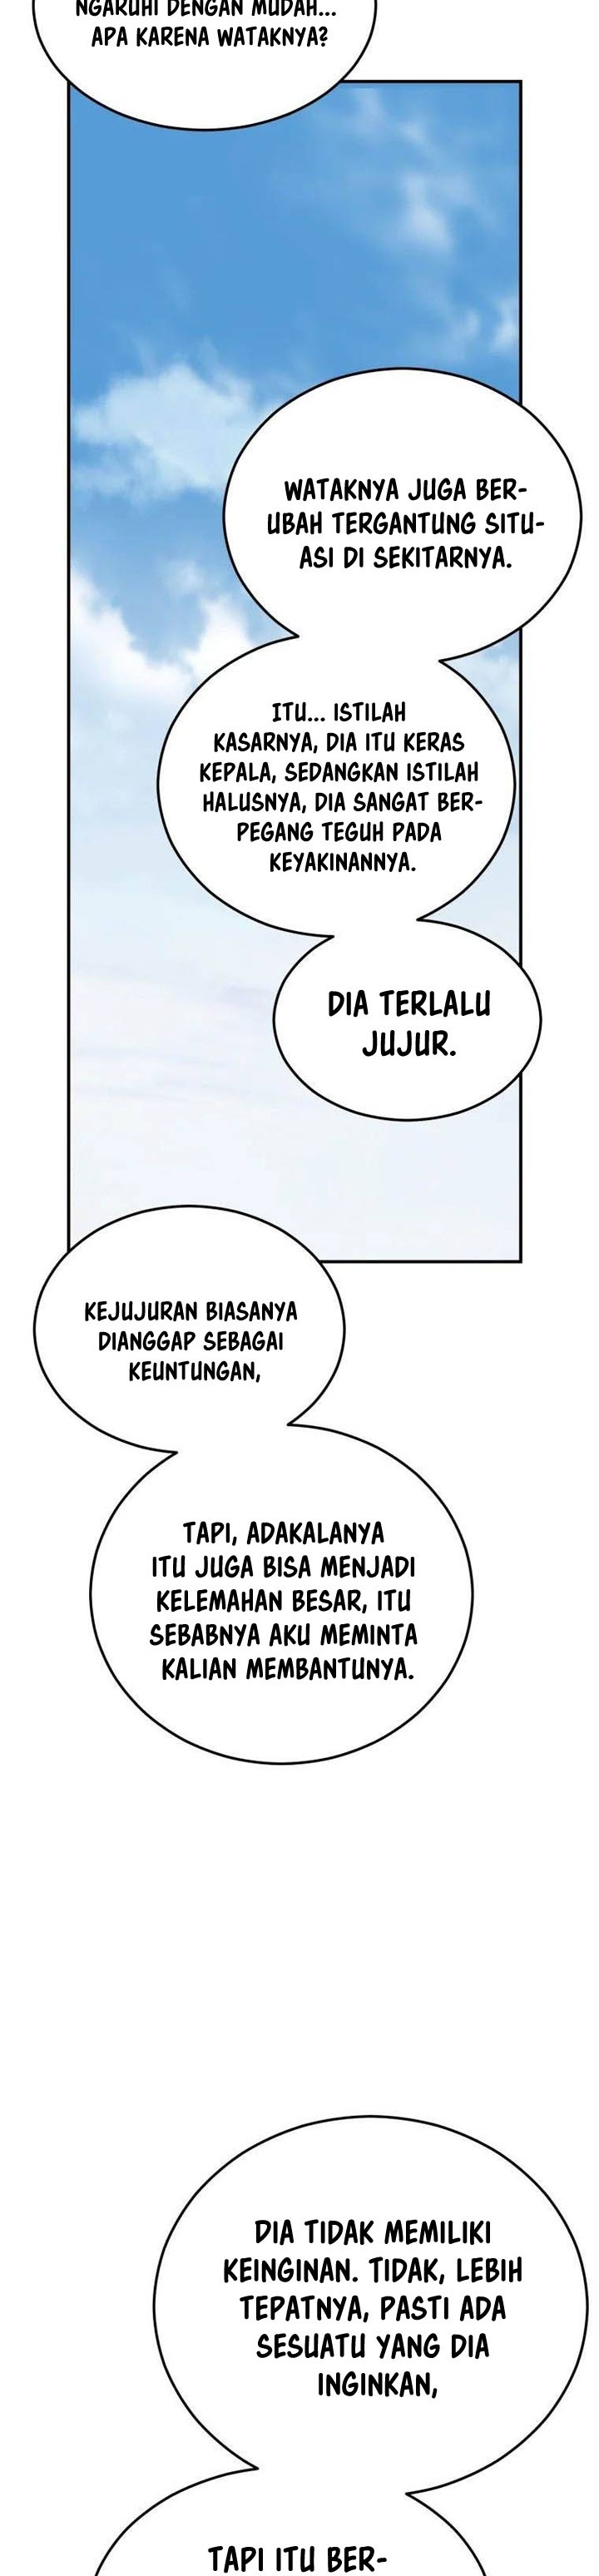 NGARUHI DENGAN MUDAH...
APA KARENA WATAKNYA?
WATAKNYA JUGA BER-
UBAH TERGANTUNG SITU-
ASI DI SEKITARNYA.
ITU... ISTILAH
KASARNYA, DIA ITU KERAS
KEPALA, SEDANGKAN ISTILAH
HALUSNYA, DIA SANGAT BER-
PEGANG TEGUH PADA
KEYAKINANNYA.
DIA TERLALU
JUJUR.
KEJUJURAN BIASANYA
DIANGGAP SEBAGAI
KEUNTUNGAN,
TAPI, ADAKALANYA
ITU JUGA BISA MENJADI
KELEMAHAN BESAR, ITU
SEBABNYA AKU MEMINTA
KALIAN MEMBANTUNYA.
DIA TIDAK MEMILIKI
KEINGINAN. TIDAK, LEBIH
TEPATNYA, PASTI ADA
SESUATU YANG DIA
INGINKAN,
TAPI ITU BER-